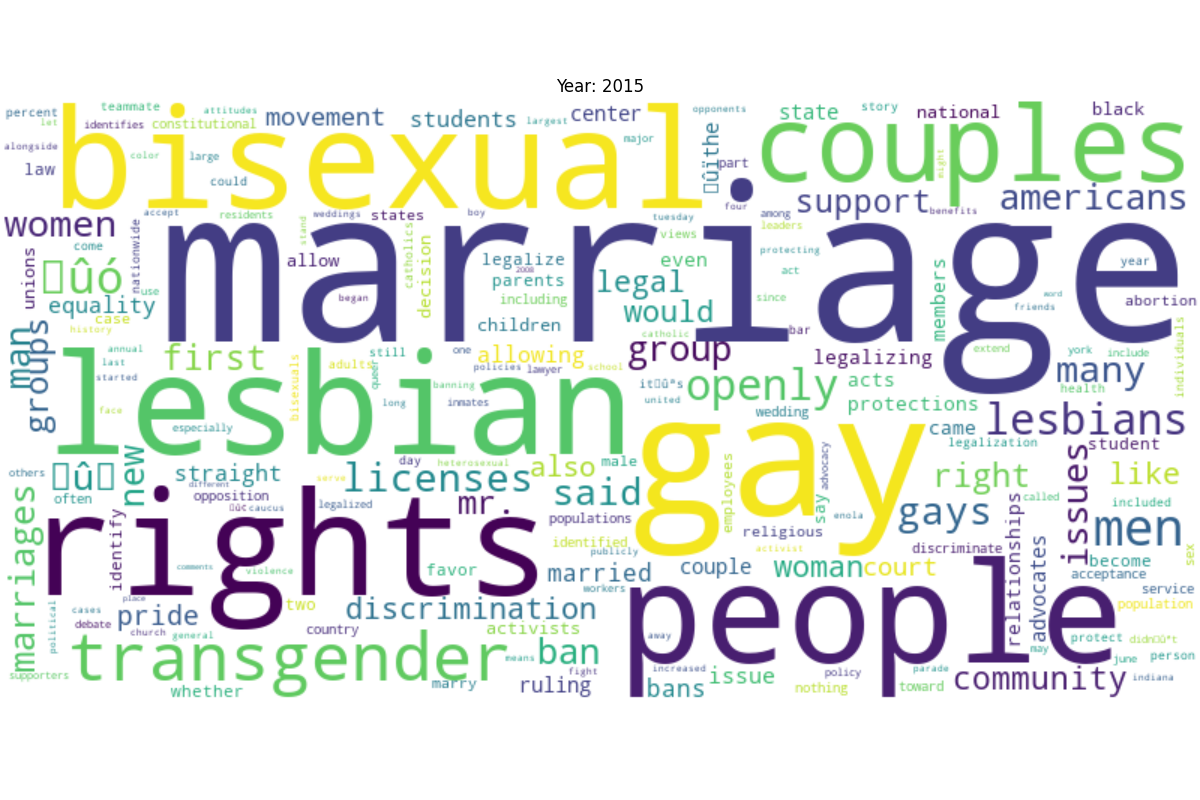 Year: 2015
percent
teammate
attitudes
movement
students
largest
center
opponents
state
story
national
black
let
identifies
constitutional
bisexual
major
couples
alongside
color
large
law
could
part
might
support
americans
four
benefits
women
accept
residents
weddings
states
boy
tuesday
among
leaders
stand
views
come
nationwide
unions
catholics
decision
allow
legalize
2008
parents
including
even
legal
protecting
act
members
year
marriage
equality
use
began
since
word
friends
abortion
case
history
children
would
catholic
bar
man
groups
annual
last
started
first
bisexuals
adults
still
queer
one
allowing
policies
lawyer
school
group
legalizing
extend
york
include
many
health
individuals
lesbian
face
especially
long
banning
inmates
united
openly
acts
protections
wedding
came
legalization
lesbians
student
others
often
new
straight
different
opposition
caucus
serve
legalized
day
heterosexual
licenses
also
male
said
gay
employees
advocacy
say
enola
right
called
issues
like
included
marriages
identify
rights
mr.
populations
identified
publicly
religious
activist
gays
discriminate
relationships
men
become
sex
comments
violence
favor
married
workers
couple
woman
court
advocates
acceptance
service
place
cases
debate
pride
church
general
two
country
discrimination
activists
people
away
population
may
protect
june
person
political
supporters
transgender
whether
means
marry
fight
ban
ruling
increased
bans
issue
policy
nothing
parade
toward
community
indiana